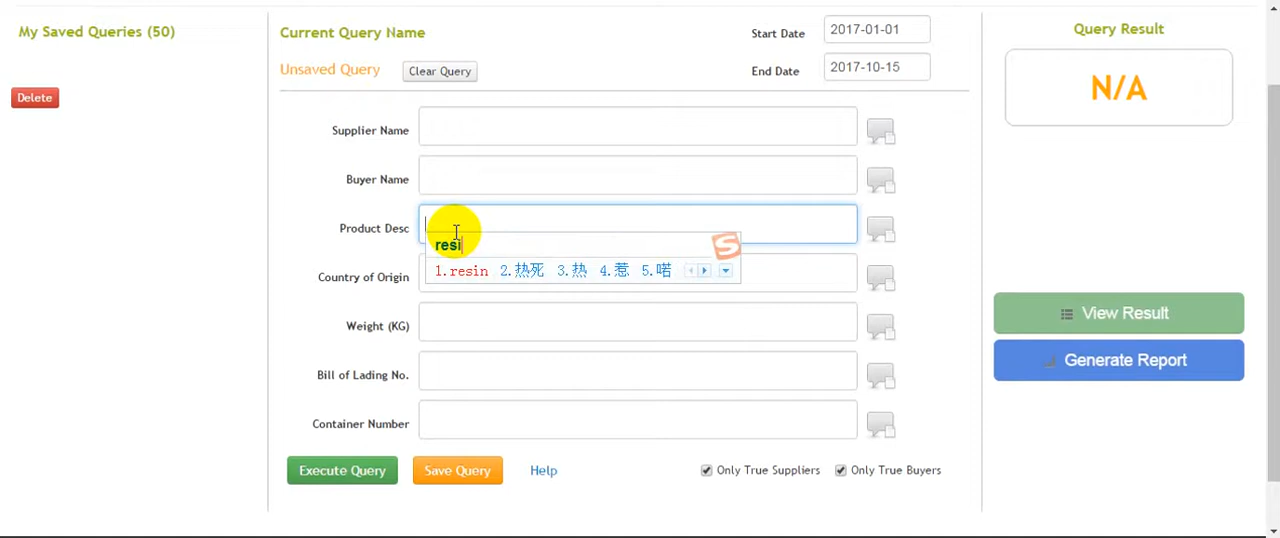 My Saved Queries (50)
Delete
Current Query Name
Unsaved Query
Clear Query
Start Date
2017-01-01
End Date
2017-10-15
Supplier Name
Buyer Name
Product Desc
resi
S
1.resin 2.热死 3.热 4.惹 5.喏
Country of Origin
Weight (KG)
Bill of Lading No.
Container Number
Execute Query
Save Query
Help
Only True Suppliers
Only True Buyers
Query Result
N/A
View Result
Generate Report